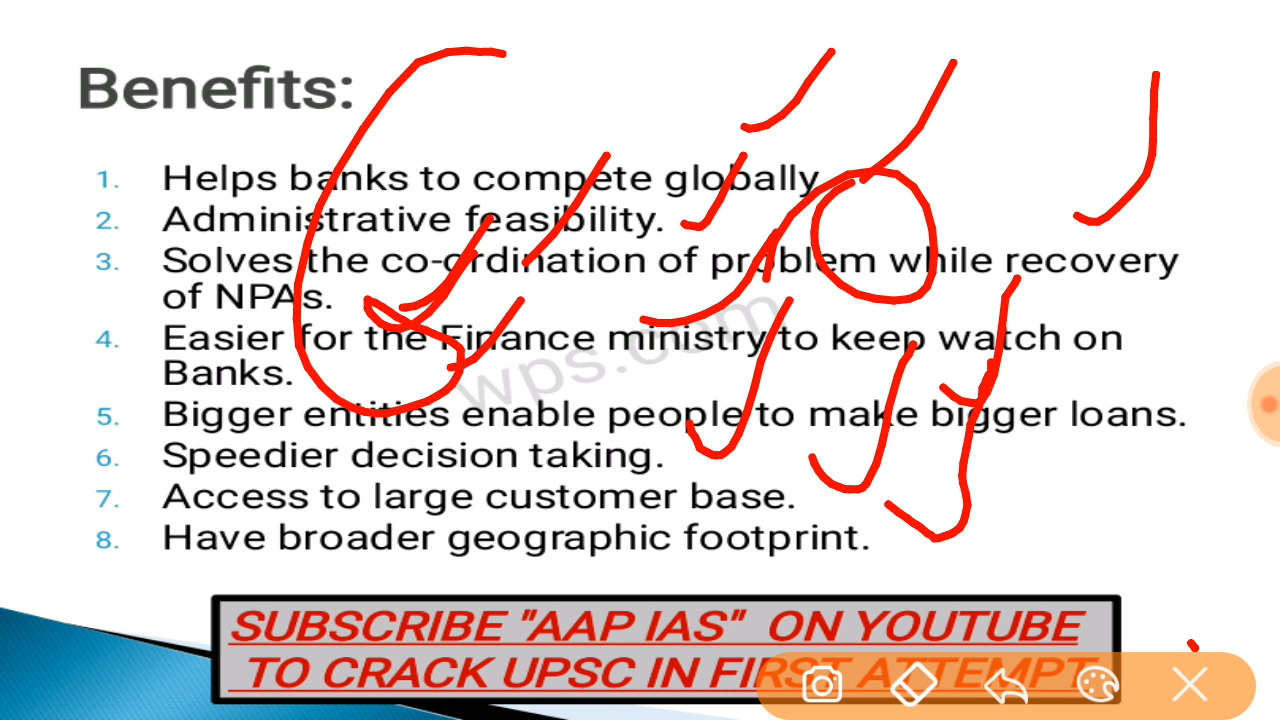 Benefits:
1. Helps banks to compete globally
2. Administrative feasibility.
3. Solves the co-ordination of problem while recovery
of NPAs.
4. Easier for the Finance ministry to keep watch on
Banks.
5. Bigger entities enable people to make bigger loans.
6. Speedier decision taking.
7. Access to large customer base.
8. Have broader geographic footprint.
wps.com
SUBSCRIBE "AAP IAS" ON YOUTUBE
TO CRACK UPSC IN FIRST ATTEMPT